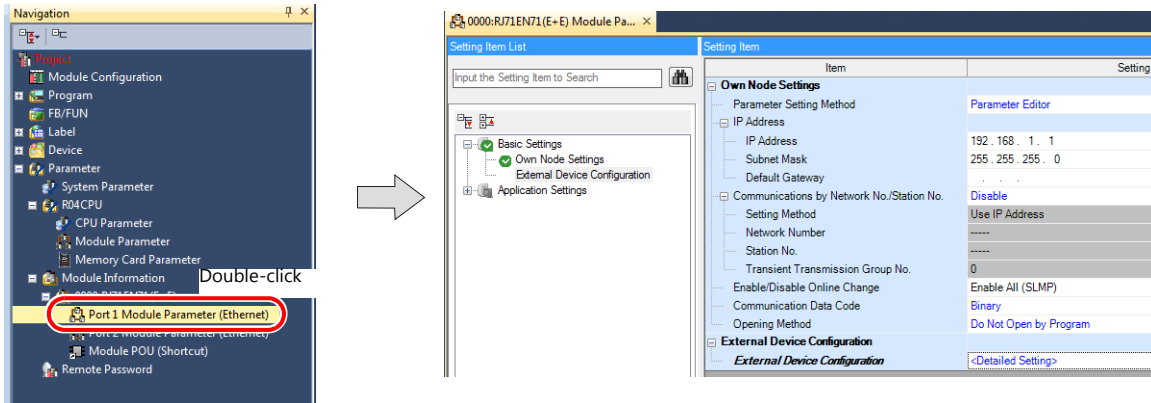 Navigation
Project
Module Configuration
Program
FB/FUN
Label
Device
Parameter
System Parameter
R04CPU
CPU Parameter
Module Parameter
Memory Card Parameter
Module Information
Double-click
0000:RJ71EN71(E+E)
Port 1 Module Parameter (Ethernet)
Port 2 Module Parameter (Ethernet)
Module POU (Shortcut)
Remote Password
0000:RJ71EN71(E+E) Module Pa...
Setting Item List
Input the Setting Item to Search
Basic Settings
Own Node Settings
External Device Configuration
Application Settings
Setting Item
Item Setting
Own Node Settings
Parameter Setting Method Parameter Editor
IP Address
IP Address 192 . 168 . 1 . 1
Subnet Mask 255 . 255 . 255 . 0
Default Gateway . . .
Communications by Network No./Station No. Disable
Setting Method Use IP Address
Network Number -----
Station No. -----
Transient Transmission Group No. 0
Enable/Disable Online Change Enable All (SLMP)
Communication Data Code Binary
Opening Method Do Not Open by Program
External Device Configuration
External Device Configuration <Detailed Setting>